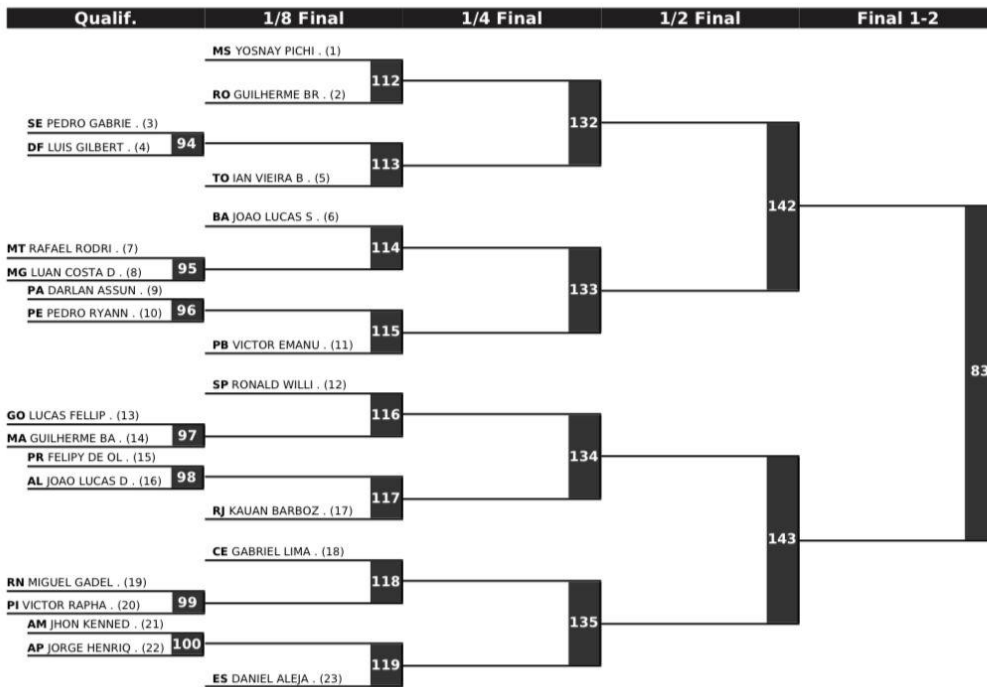 Qualif. 1/8 Final 1/4 Final 1/2 Final Final 1-2
MS YOSNAY PICHI . (1)
112
RO GUILHERME BR . (2)
132
SE PEDRO GABRIE . (3)
94
DF LUIS GILBERT . (4)
113
TO IAN VIEIRA B . (5)
142
BA JOAO LUCAS S . (6)
114
MT RAFAEL RODRI . (7)
95
MG LUAN COSTA D . (8)
133
PA DARLAN ASSUN . (9)
96
PE PEDRO RYANN . (10)
115
PB VICTOR EMANU . (11)
83
SP RONALD WILLI . (12)
116
GO LUCAS FELLIP . (13)
97
MA GUILHERME BA . (14)
134
PR FELIPY DE OL . (15)
98
AL JOAO LUCAS D . (16)
117
RJ KAUAN BARBOZ . (17)
143
CE GABRIEL LIMA . (18)
118
RN MIGUEL GADEL . (19)
99
PI VICTOR RAPHA . (20)
135
AM JHON KENNED . (21)
100
AP JORGE HENRIQ . (22)
119
ES DANIEL ALEJA . (23)